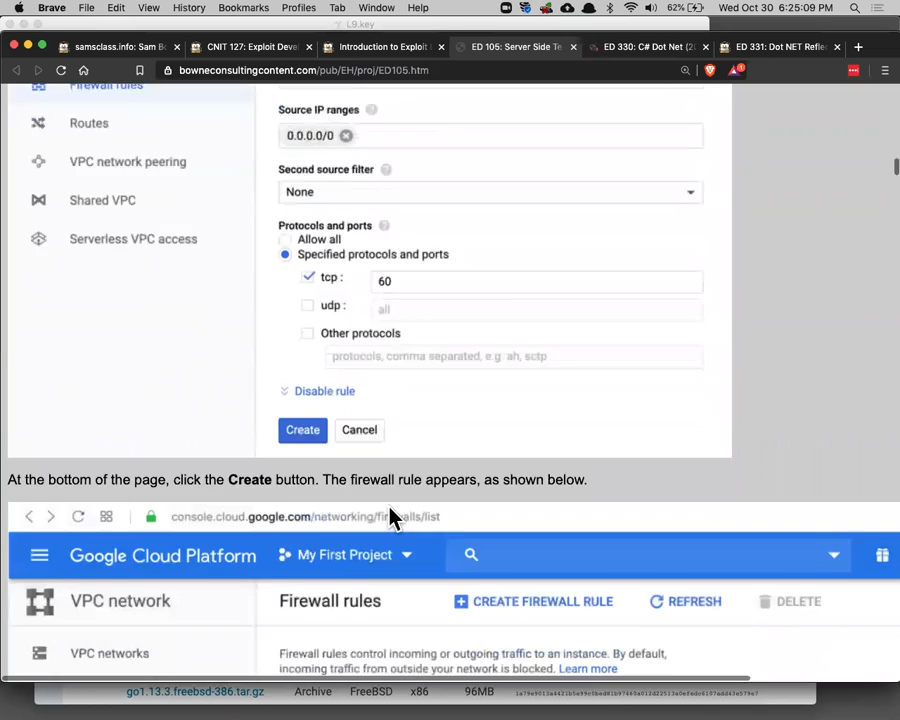 Brave File Edit View History Bookmarks Profiles Tab Window Help 62% Wed Oct 30 6:25:09 PM
L9.key
samsclass.info: Sam Bo × CNIT 127: Exploit Deve × Introduction to Exploit × ED 105: Server Side Te × ED 330: C# Dot Net (2 × ED 331: Dot NET Refle × +
bowneconsultingcontent.com/pub/EH/proj/ED105.htm
Firewall rules
Source IP ranges
Routes
0.0.0.0/0
VPC network peering
Second source filter
None
Shared VPC
Protocols and ports
Serverless VPC access
Allow all
Specified protocols and ports
tcp : 60
udp : all
Other protocols
protocols, comma separated, e.g. ah, sctp
Disable rule
Create Cancel
At the bottom of the page, click the Create button. The firewall rule appears, as shown below.
console.cloud.google.com/networking/firewalls/list
Google Cloud Platform My First Project
VPC network Firewall rules CREATE FIREWALL RULE REFRESH DELETE
VPC networks
Firewall rules control incoming or outgoing traffic to an instance. By default,
incoming traffic from outside your network is blocked. Learn more
go1.13.3.freebsd-386.tar.gz Archive FreeBSD x86 96MB